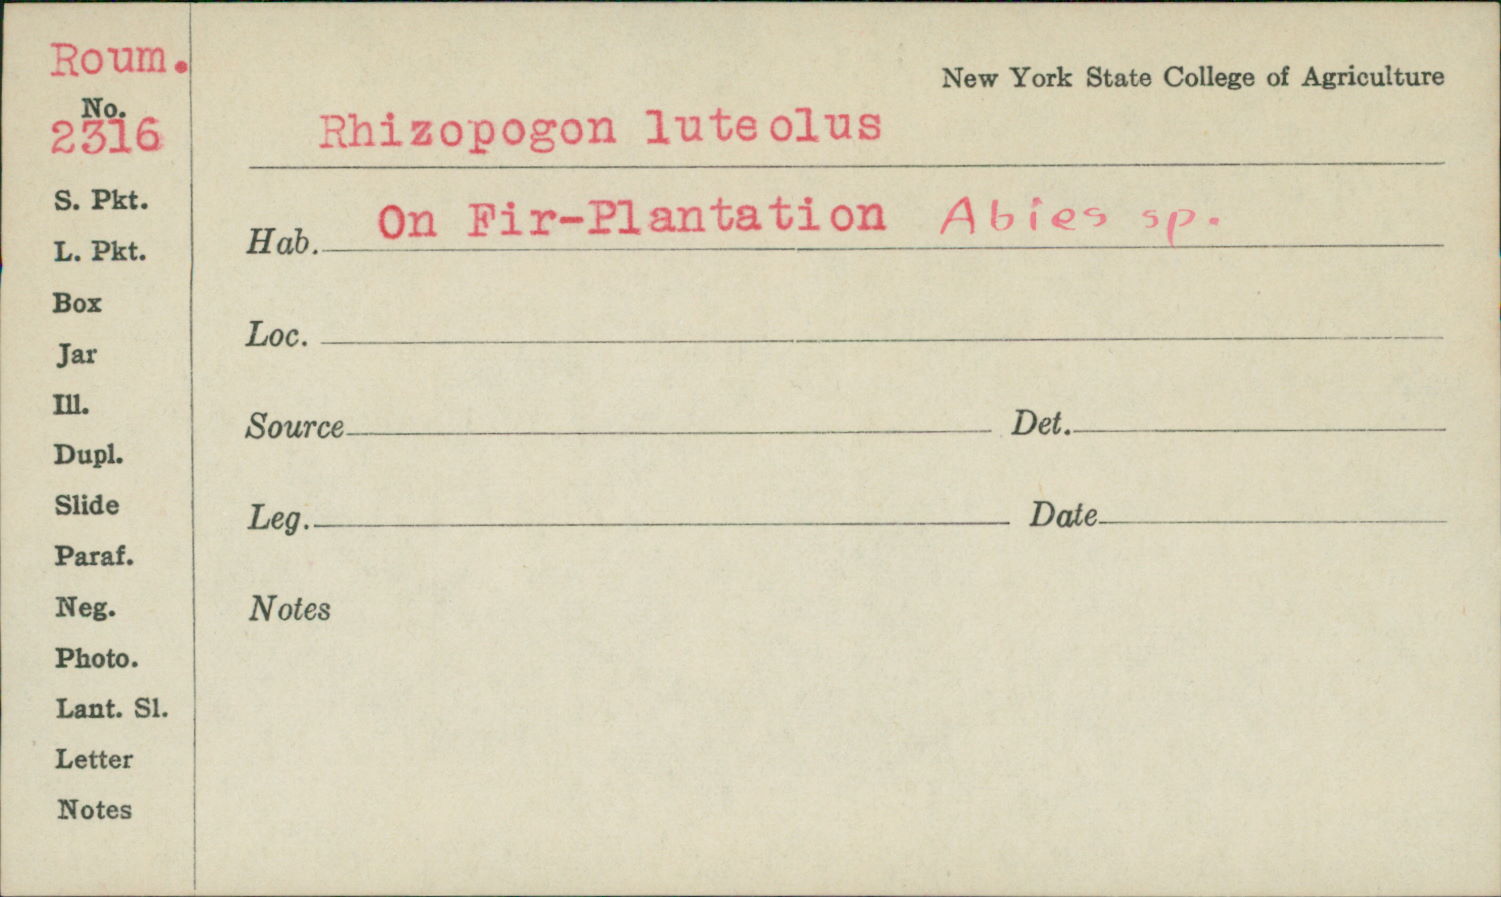 Roum.
No.
2316
S. Pkt.
L. Pkt.
Box
Jar
Ill.
Dupl.
Slide
Paraf.
Neg.
Photo.
Lant. Sl.
Letter
Notes
New York State College of Agriculture
Rhizopogon luteolus
Hab. On Fir-Plantation Abies sp.
Loc.
Source Det.
Leg. Date
Notes